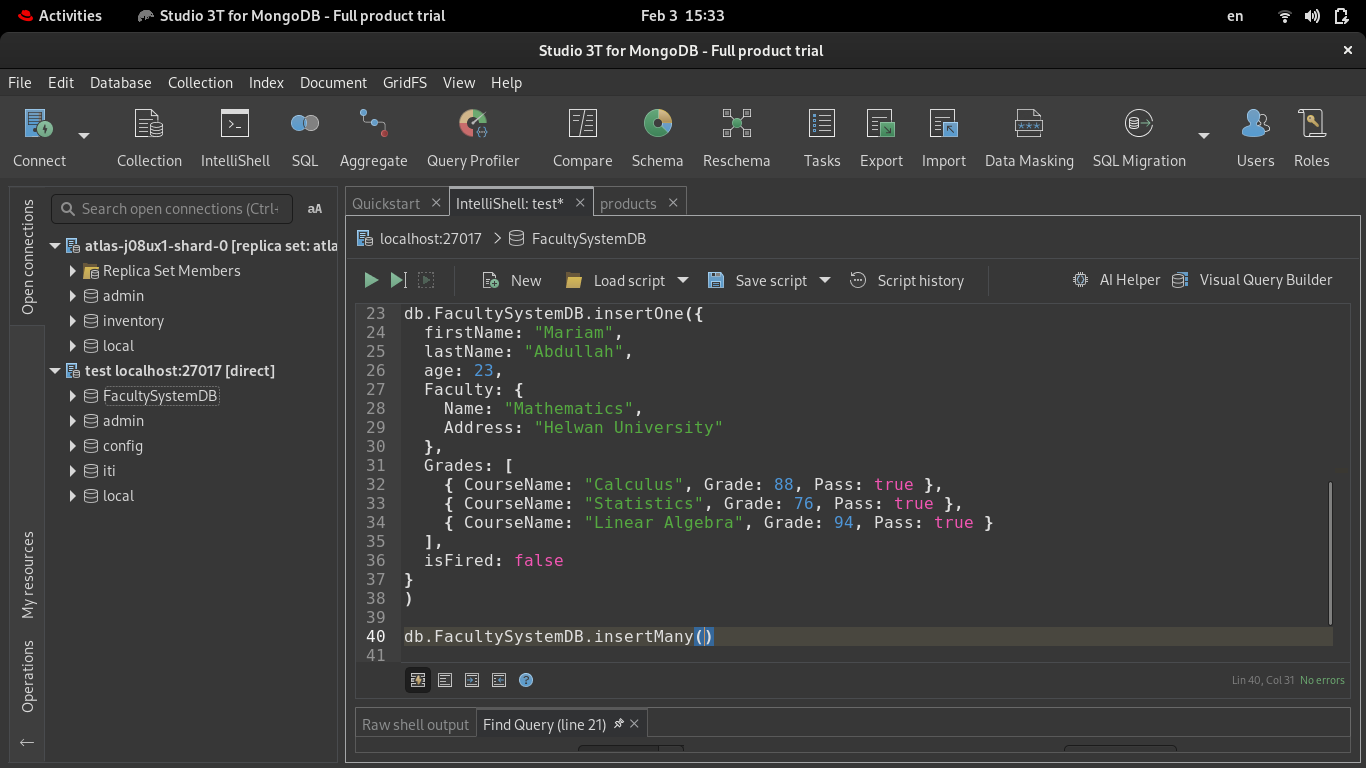 Activities
Studio 3T for MongoDB - Full product trial
Feb 3 15:33
en
Studio 3T for MongoDB - Full product trial
File Edit Database Collection Index Document GridFS View Help
Connect Collection IntelliShell SQL Aggregate Query Profiler Compare Schema Reschema Tasks Export Import Data Masking SQL Migration Users Roles
Open connections
My resources
Operations
Search open connections (Ctrl-
aA
atlas-j08ux1-shard-0 [replica set: atla
Replica Set Members
admin
inventory
local
test localhost:27017 [direct]
FacultySystemDB
admin
config
iti
local
Quickstart
IntelliShell: test*
products
localhost:27017
FacultySystemDB
New
Load script
Save script
Script history
AI Helper
Visual Query Builder
23 db.FacultySystemDB.insertOne({
24 firstName: "Mariam",
25 lastName: "Abdullah",
26 age: 23,
27 Faculty: {
28 Name: "Mathematics",
29 Address: "Helwan University"
30 },
31 Grades: [
32 { CourseName: "Calculus", Grade: 88, Pass: true },
33 { CourseName: "Statistics", Grade: 76, Pass: true },
34 { CourseName: "Linear Algebra", Grade: 94, Pass: true }
35 ],
36 isFired: false
37 }
38 )
39
40 db.FacultySystemDB.insertMany()
41
Lin 40, Col 31 No errors
Raw shell output
Find Query (line 21)